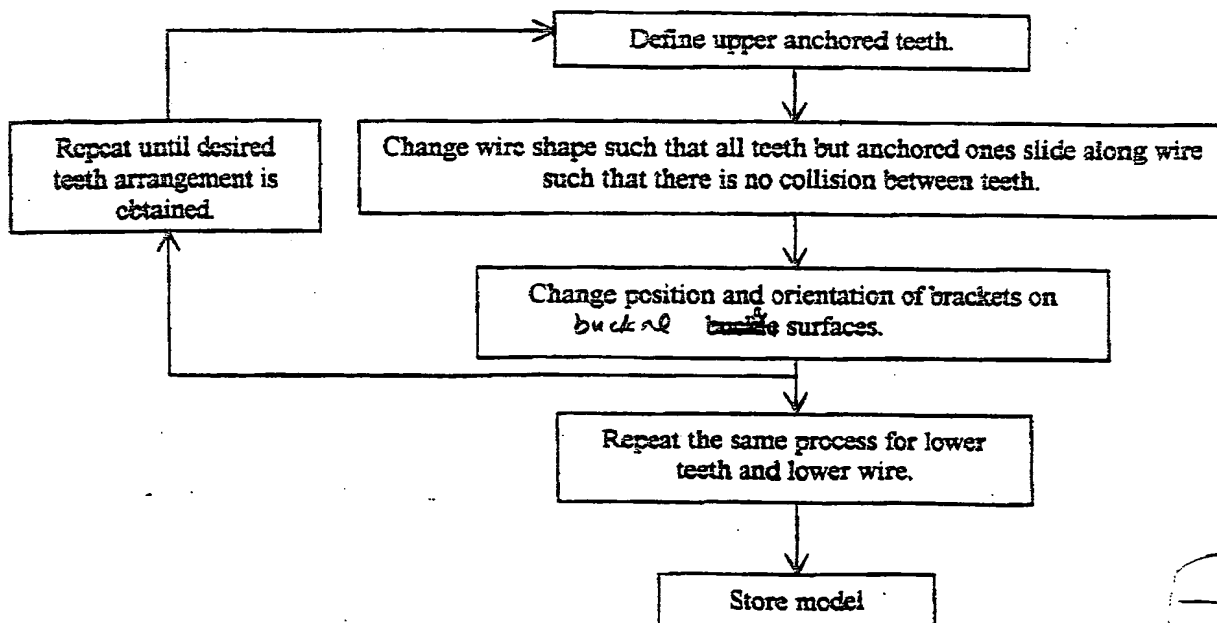 Define upper anchored teeth.
Repeat until desired
teeth arrangement is
obtained.
Change wire shape such that all teeth but anchored ones slide along wire
such that there is no collision between teeth.
Change position and orientation of brackets on
buckal surfaces.
Repeat the same process for lower
teeth and lower wire.
Store model